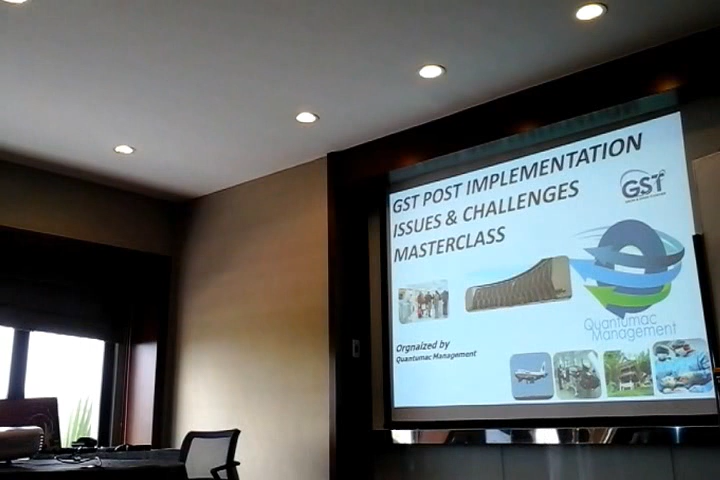 GST POST IMPLEMENTATION
ISSUES & CHALLENGES
MASTERCLASS
GST
Quantumac
Management
Orgnaized by
Quantumac Management